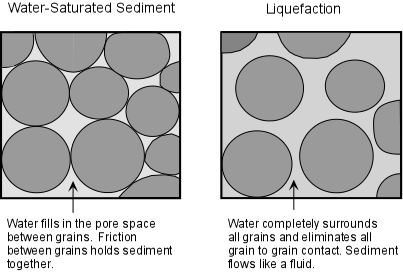 Water-Saturated Sediment
Liquefaction
Water fills in the pore space
between grains. Friction
between grains holds sediment
together.
Water completely surrounds
all grains and eliminates all
grain to grain contact. Sediment
flows like a fluid.